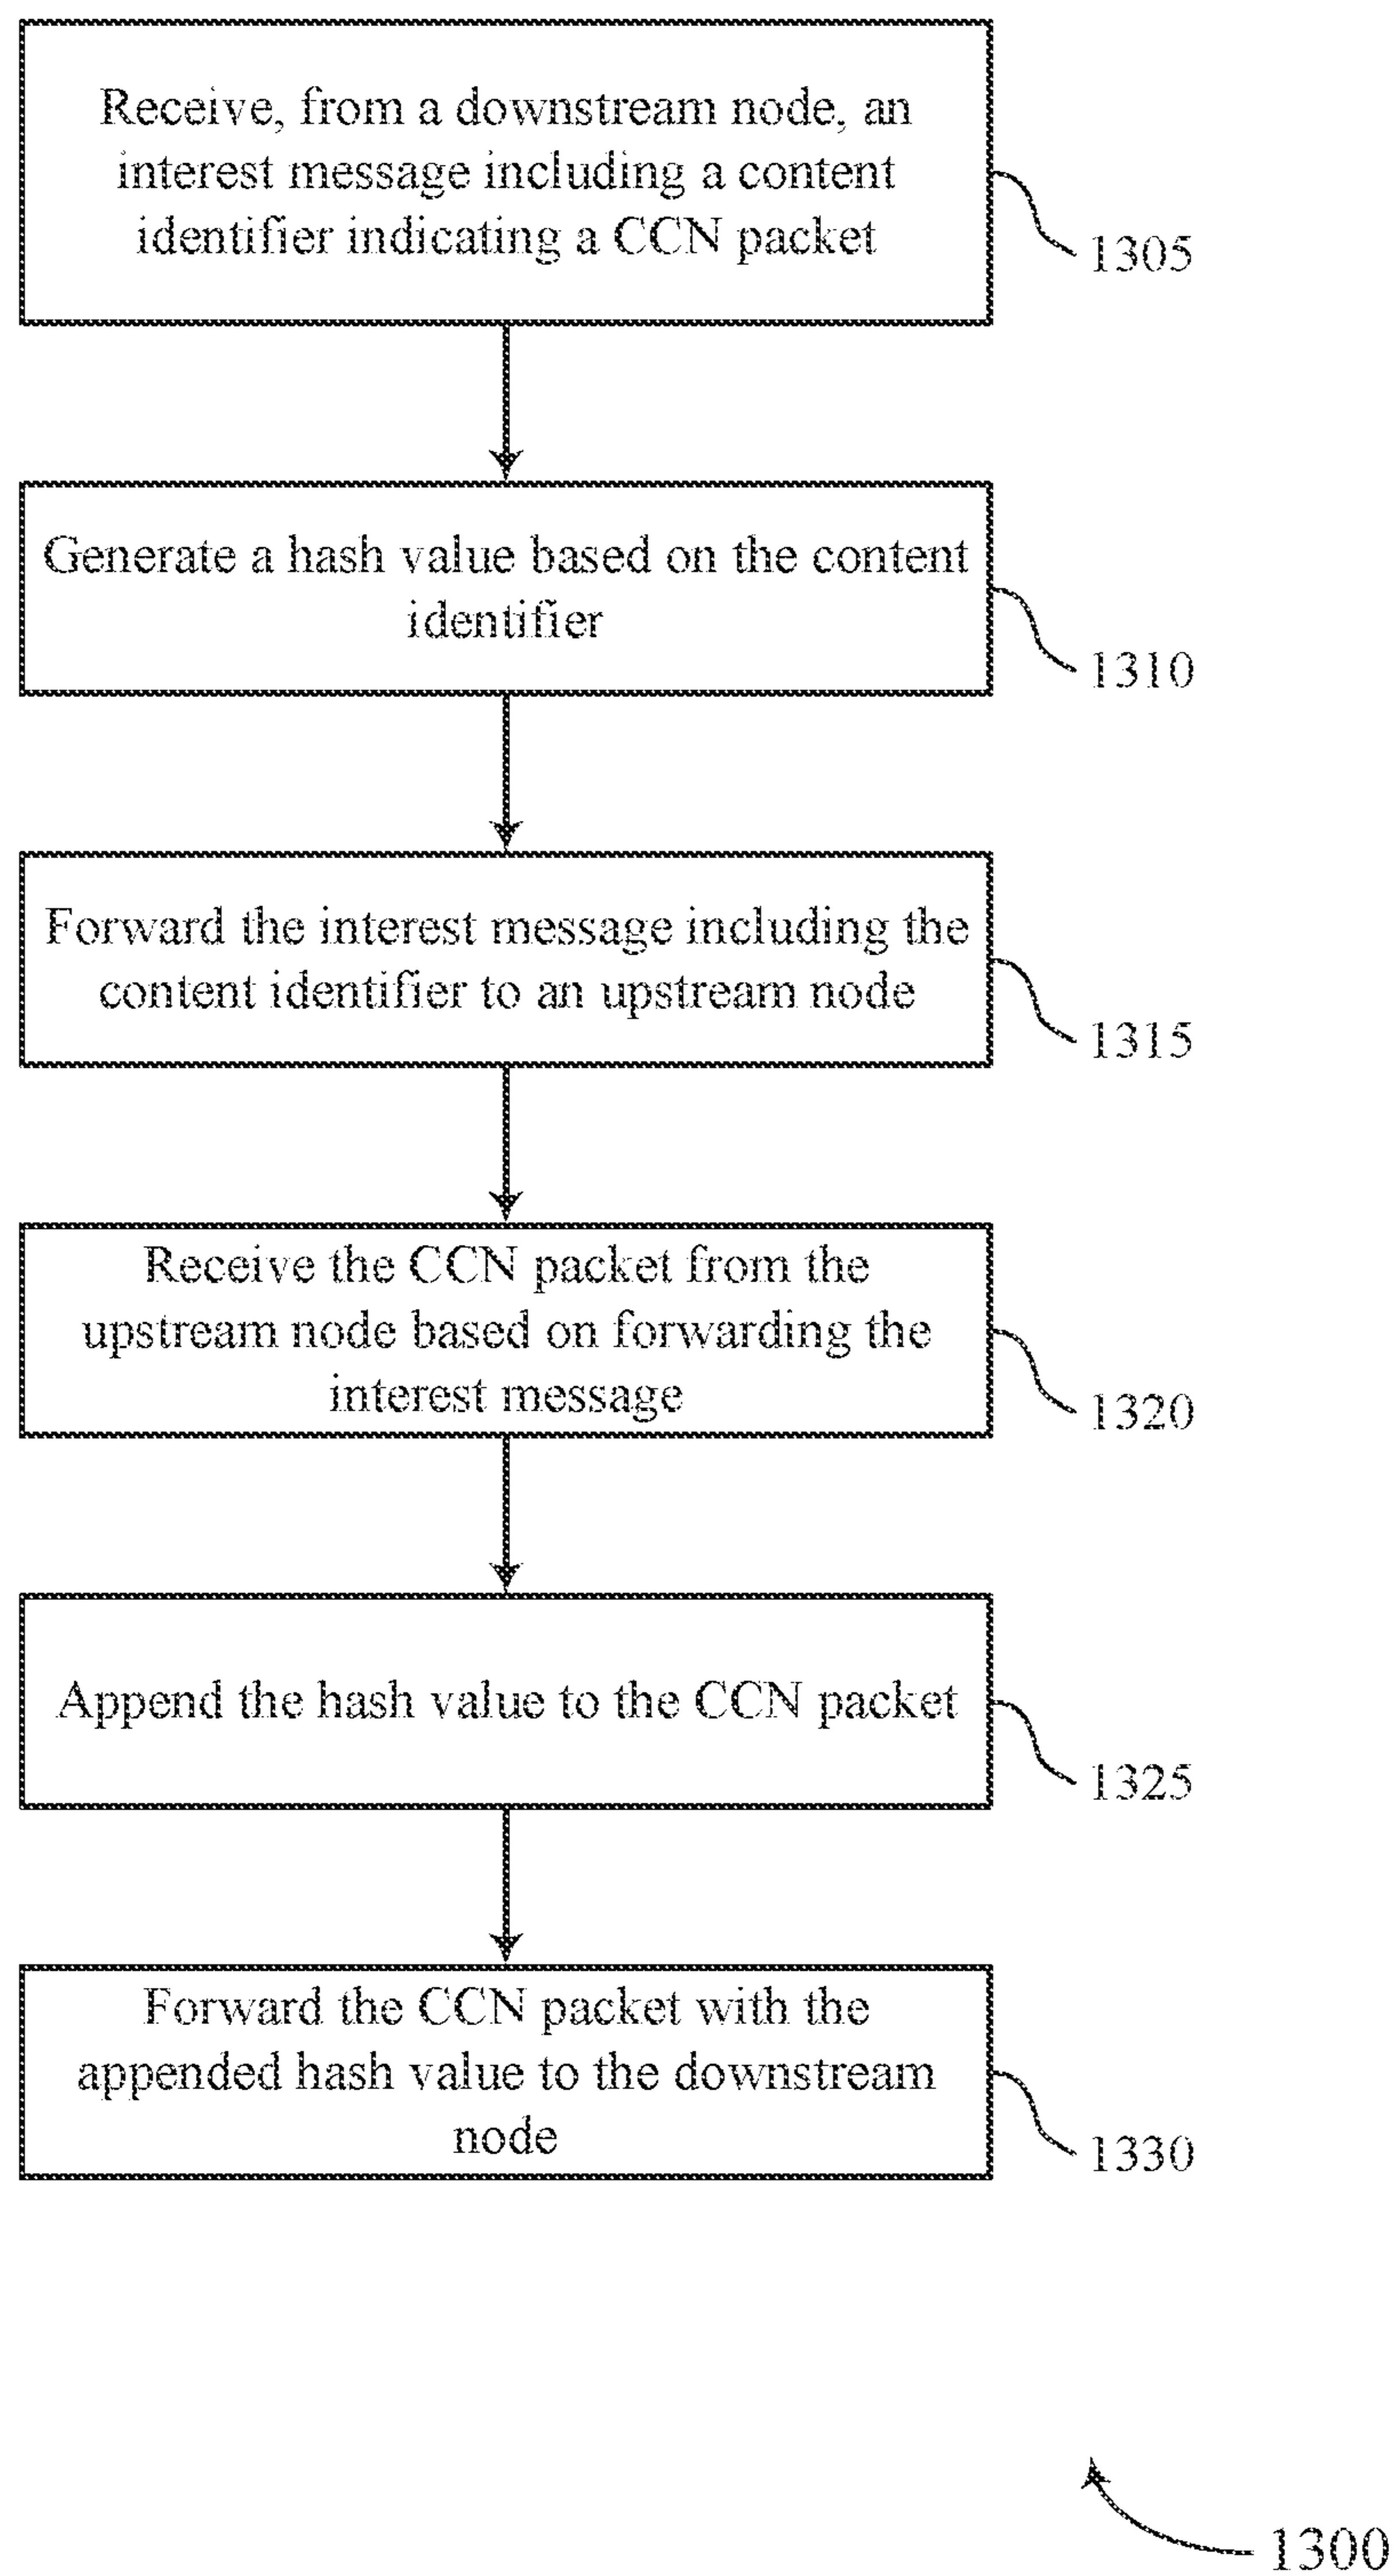 Receive, from a downstream node, an
interest message including a content
identifier indicating a CCN packet
1305
Generate a hash value based on the content
identifier
1310
Forward the interest message including the
content identifier to an upstream node
1315
Receive the CCN packet from the
upstream node based on forwarding the
interest message
1320
Append the hash value to the CCN packet
1325
Forward the CCN packet with the
appended hash value to the downstream
node
1330
1300